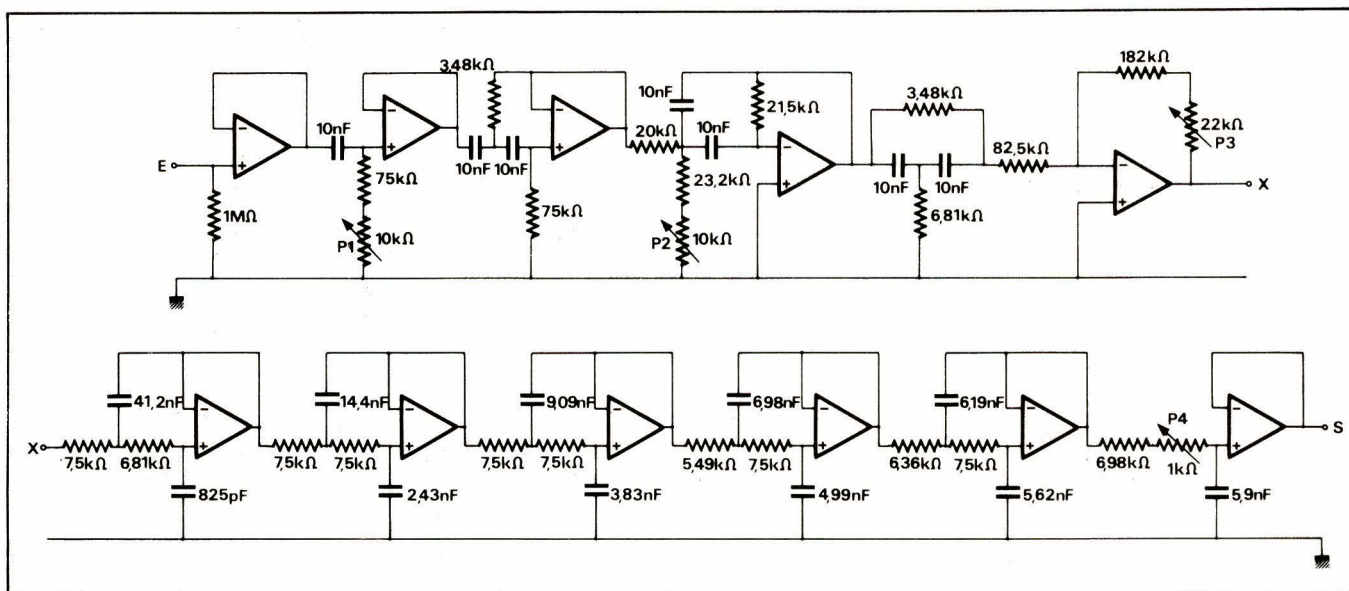 3,48kΩ
182kΩ
10nF
21,5kΩ
3,48kΩ
22kΩ
P3
10nF
20kΩ
10nF
82,5kΩ
E
10nF
10nF
10nF
10nF
X
75kΩ
23,2kΩ
1MΩ
75kΩ
6,81kΩ
P1
10kΩ
P2
10kΩ
41,2nF
14,4nF
9,09nF
6,98nF
6,19nF
P4
S
X
7,5kΩ
6,81kΩ
7,5kΩ
7,5kΩ
7,5kΩ
7,5kΩ
5,49kΩ
7,5kΩ
6,36kΩ
7,5kΩ
6,98kΩ
1kΩ
825pF
2,43nF
3,83nF
4,99nF
5,62nF
5,9nF